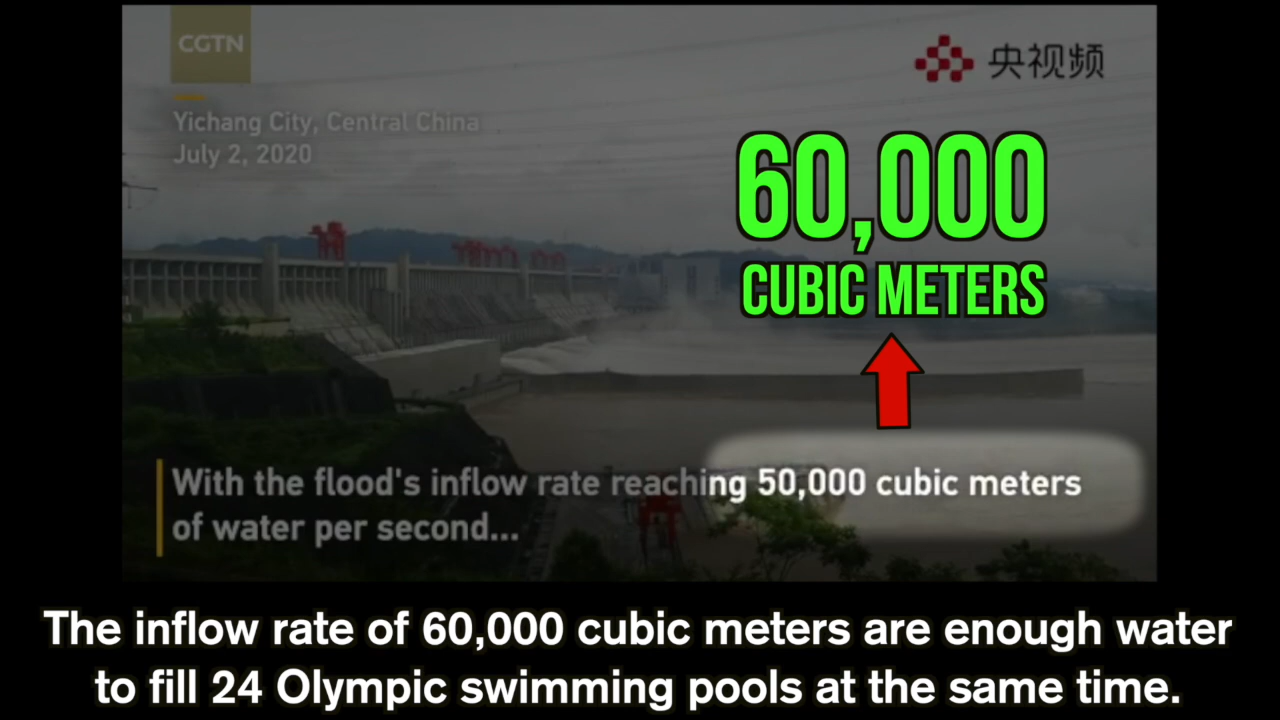 CGTN
央视频
Yichang City, Central China
July 2, 2020
60,000
CUBIC METERS
With the flood's inflow rate reaching 50,000 cubic meters
of water per second...
The inflow rate of 60,000 cubic meters are enough water
to fill 24 Olympic swimming pools at the same time.